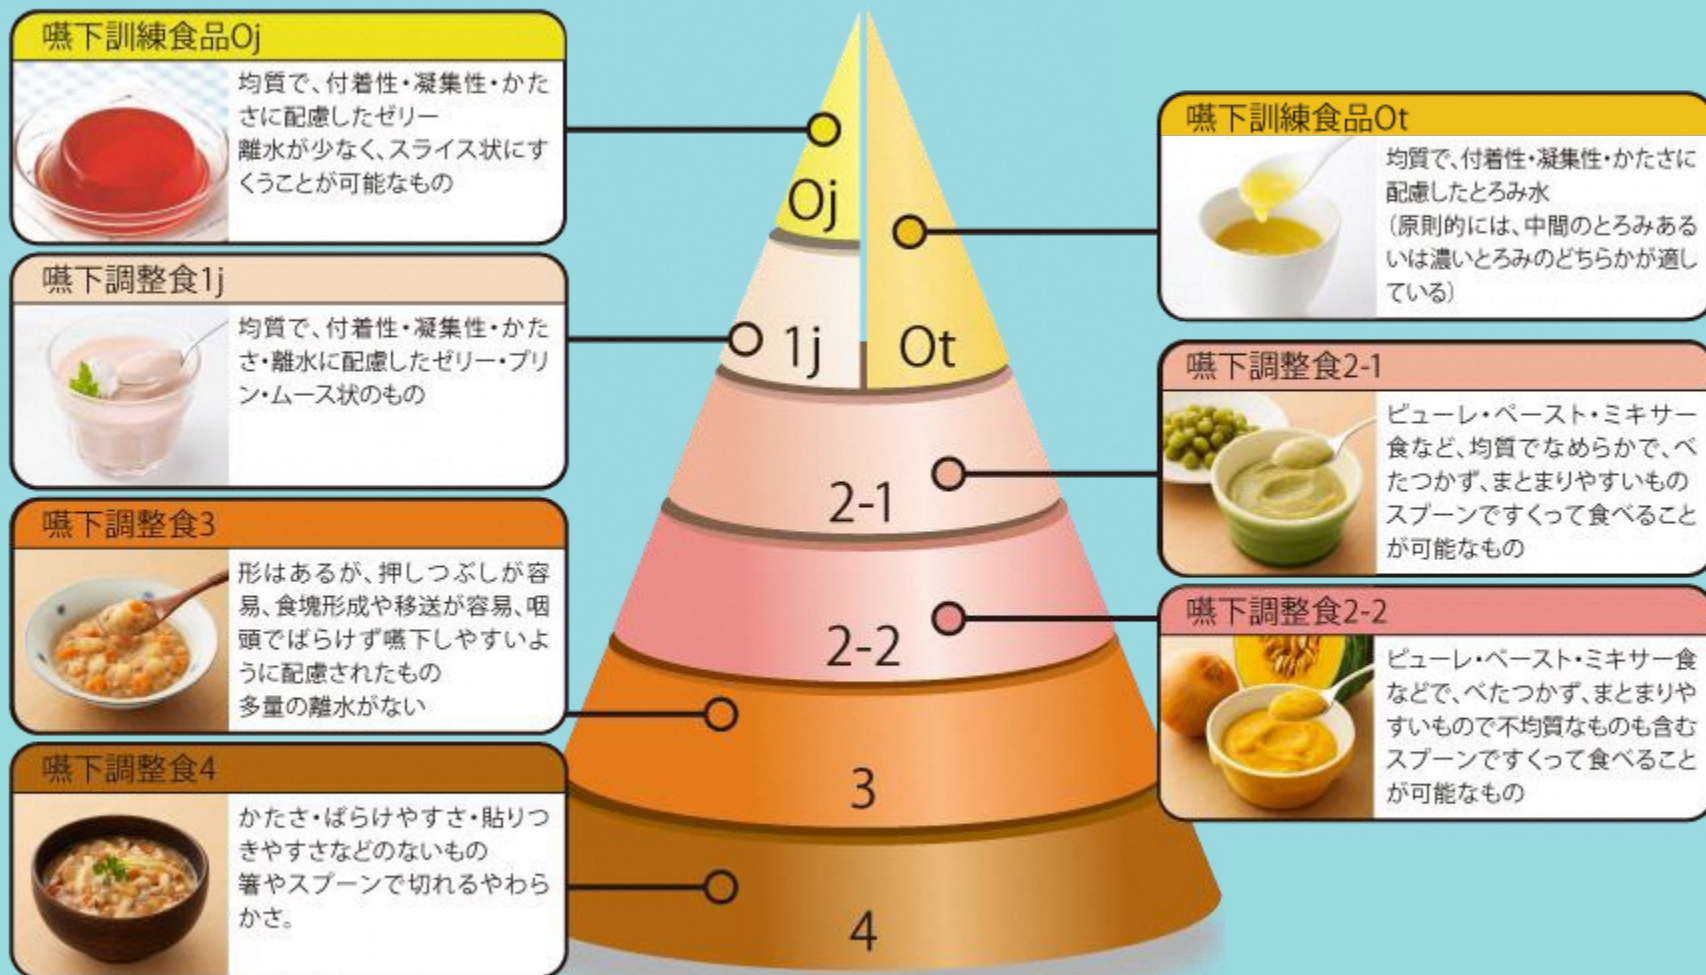 嚥下訓練食品0j
均質で、付着性・凝集性・かた
さに配慮したゼリー
離水が少なく、スライス状にす
くうことが可能なもの
嚥下調整食1j
均質で、付着性・凝集性・かた
さ・離水に配慮したゼリー・プリ
ン・ムース状のもの
嚥下調整食3
形はあるが、押しつぶしが容
易、食塊形成や移送が容易、咽
頭でばらけず嚥下しやすいよ
うに配慮されたもの
多量の離水がない
嚥下調整食4
かたさ・ばらけやすさ・貼りつ
きやすさなどのないもの
箸やスプーンで切れるやわら
かさ。
0j
1j
0t
2-1
2-2
3
4
嚥下訓練食品0t
均質で、付着性・凝集性・かたさに
配慮したとろみ水
(原則的には、中間のとろみある
いは濃いとろみのどちらかが適し
ている)
嚥下調整食2-1
ピューレ・ペースト・ミキサー
食など、均質でなめらかで、べ
たつかず、まとまりやすいもの
スプーンですくって食べること
が可能なもの
嚥下調整食2-2
ピューレ・ペースト・ミキサー食
などで、べたつかず、まとまりや
すいもので不均質なものも含む
スプーンですくって食べること
が可能なもの